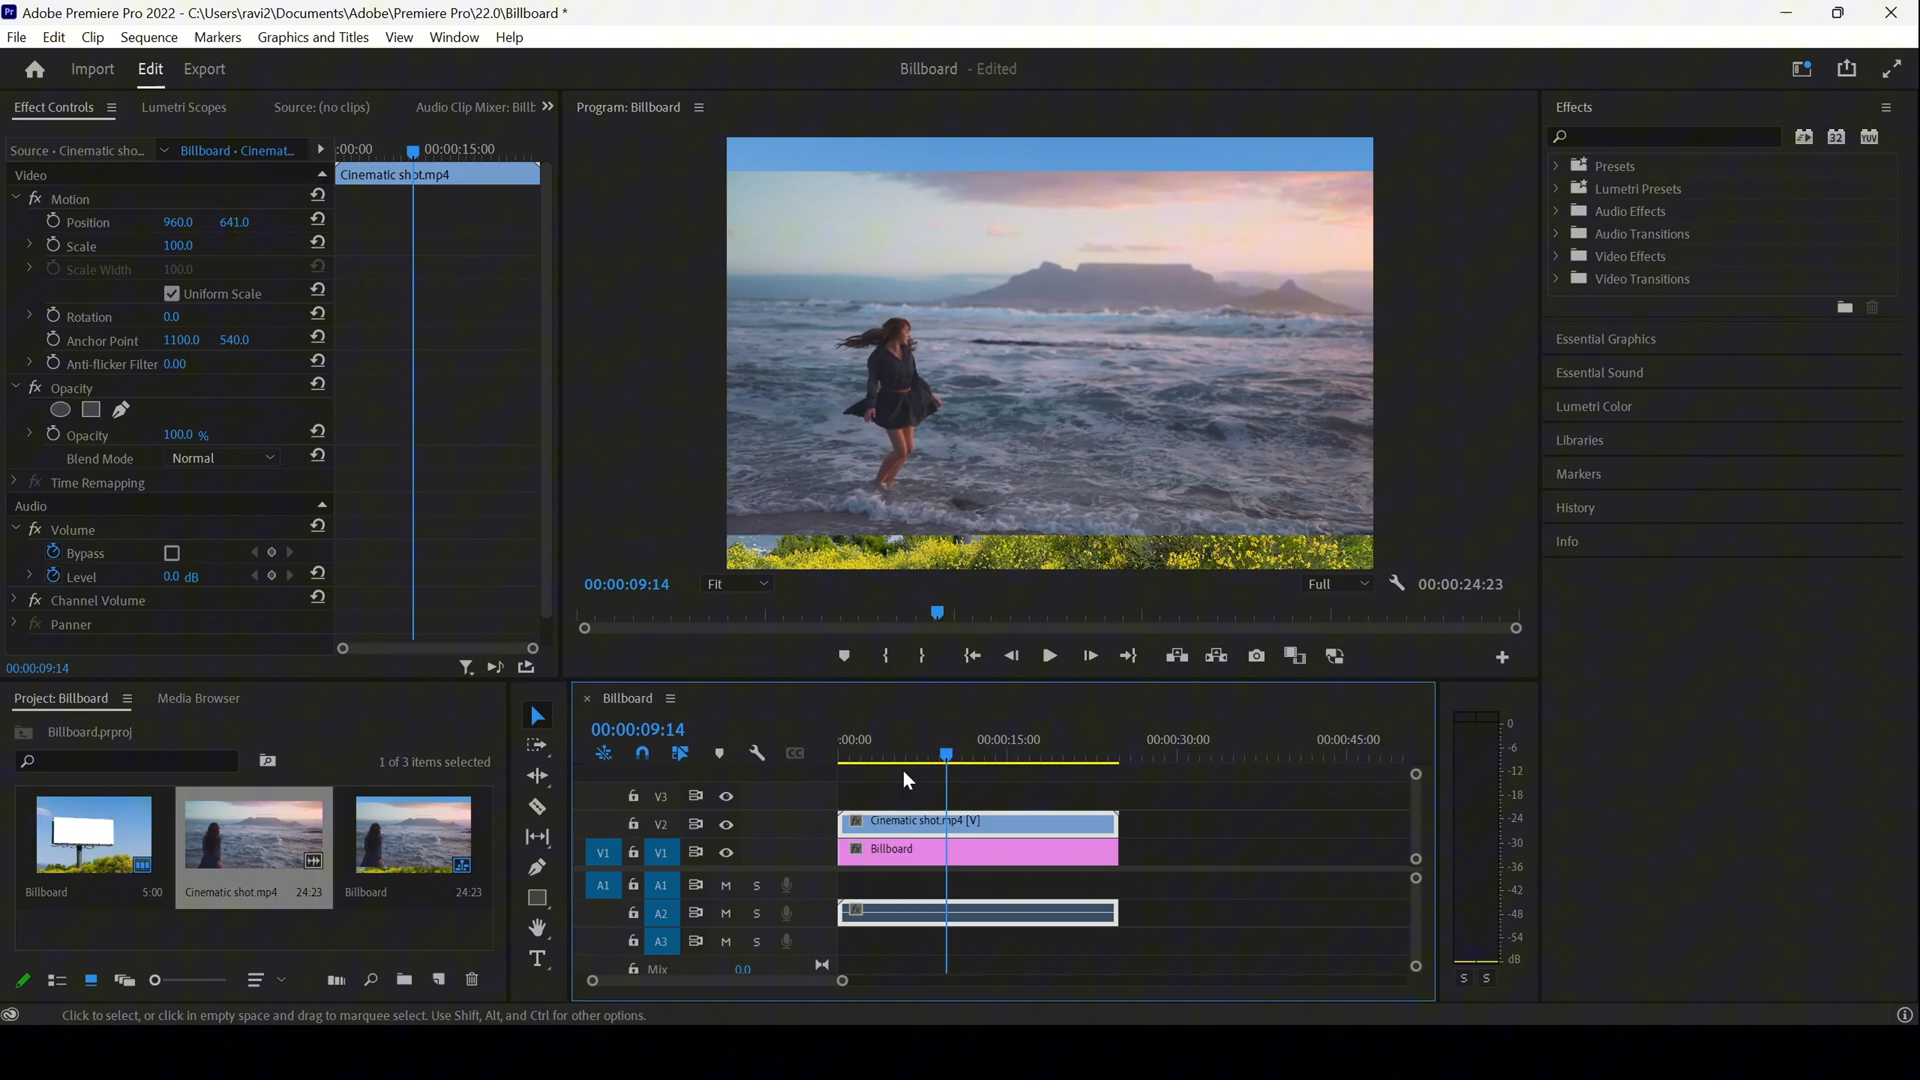 Adobe Premiere Pro 2022 - C:\Users\ravi2\Documents\Adobe\Premiere Pro\22.0\Billboard *
File Edit Clip Sequence Markers Graphics and Titles View Window Help
Import Edit Export Billboard - Edited
Effect Controls Lumetri Scopes Source: (no clips) Audio Clip Mixer: Billb
Source • Cinematic sho... Billboard • Cinemat...
:00:00 00:00:15:00
Cinematic shot.mp4
Video
fx Motion
Position 960.0 641.0
Scale 100.0
Scale Width 100.0
Uniform Scale
Rotation 0.0
Anchor Point 1100.0 540.0
Anti-flicker Filter 0.00
fx Opacity
Opacity 100.0 %
Blend Mode Normal
fx Time Remapping
Audio
fx Volume
Bypass
Level 0.0 dB
fx Channel Volume
fx Panner
00:00:09:14
Program: Billboard
00:00:09:14 Fit Full 00:00:24:23
Effects
32 YUV
Presets
Lumetri Presets
Audio Effects
Audio Transitions
Video Effects
Video Transitions
Essential Graphics
Essential Sound
Lumetri Color
Libraries
Markers
History
Info
Project: Billboard Media Browser
Billboard.prproj
1 of 3 items selected
Billboard 5:00
Cinematic shot.mp4 24:23
Billboard 24:23
× Billboard
00:00:09:14
:00:00 00:00:15:00 00:00:30:00 00:00:45:00
V3
V2 fx Cinematic shot.mp4 [V]
V1 V1 fx Billboard
A1 A1 M S
A2 M S fx
A3 M S
Mix 0.0
0
-6
-12
-18
-24
-30
-36
-42
-48
-54
dB
S S
Click to select, or click in empty space and drag to marquee select. Use Shift, Alt, and Ctrl for other options.